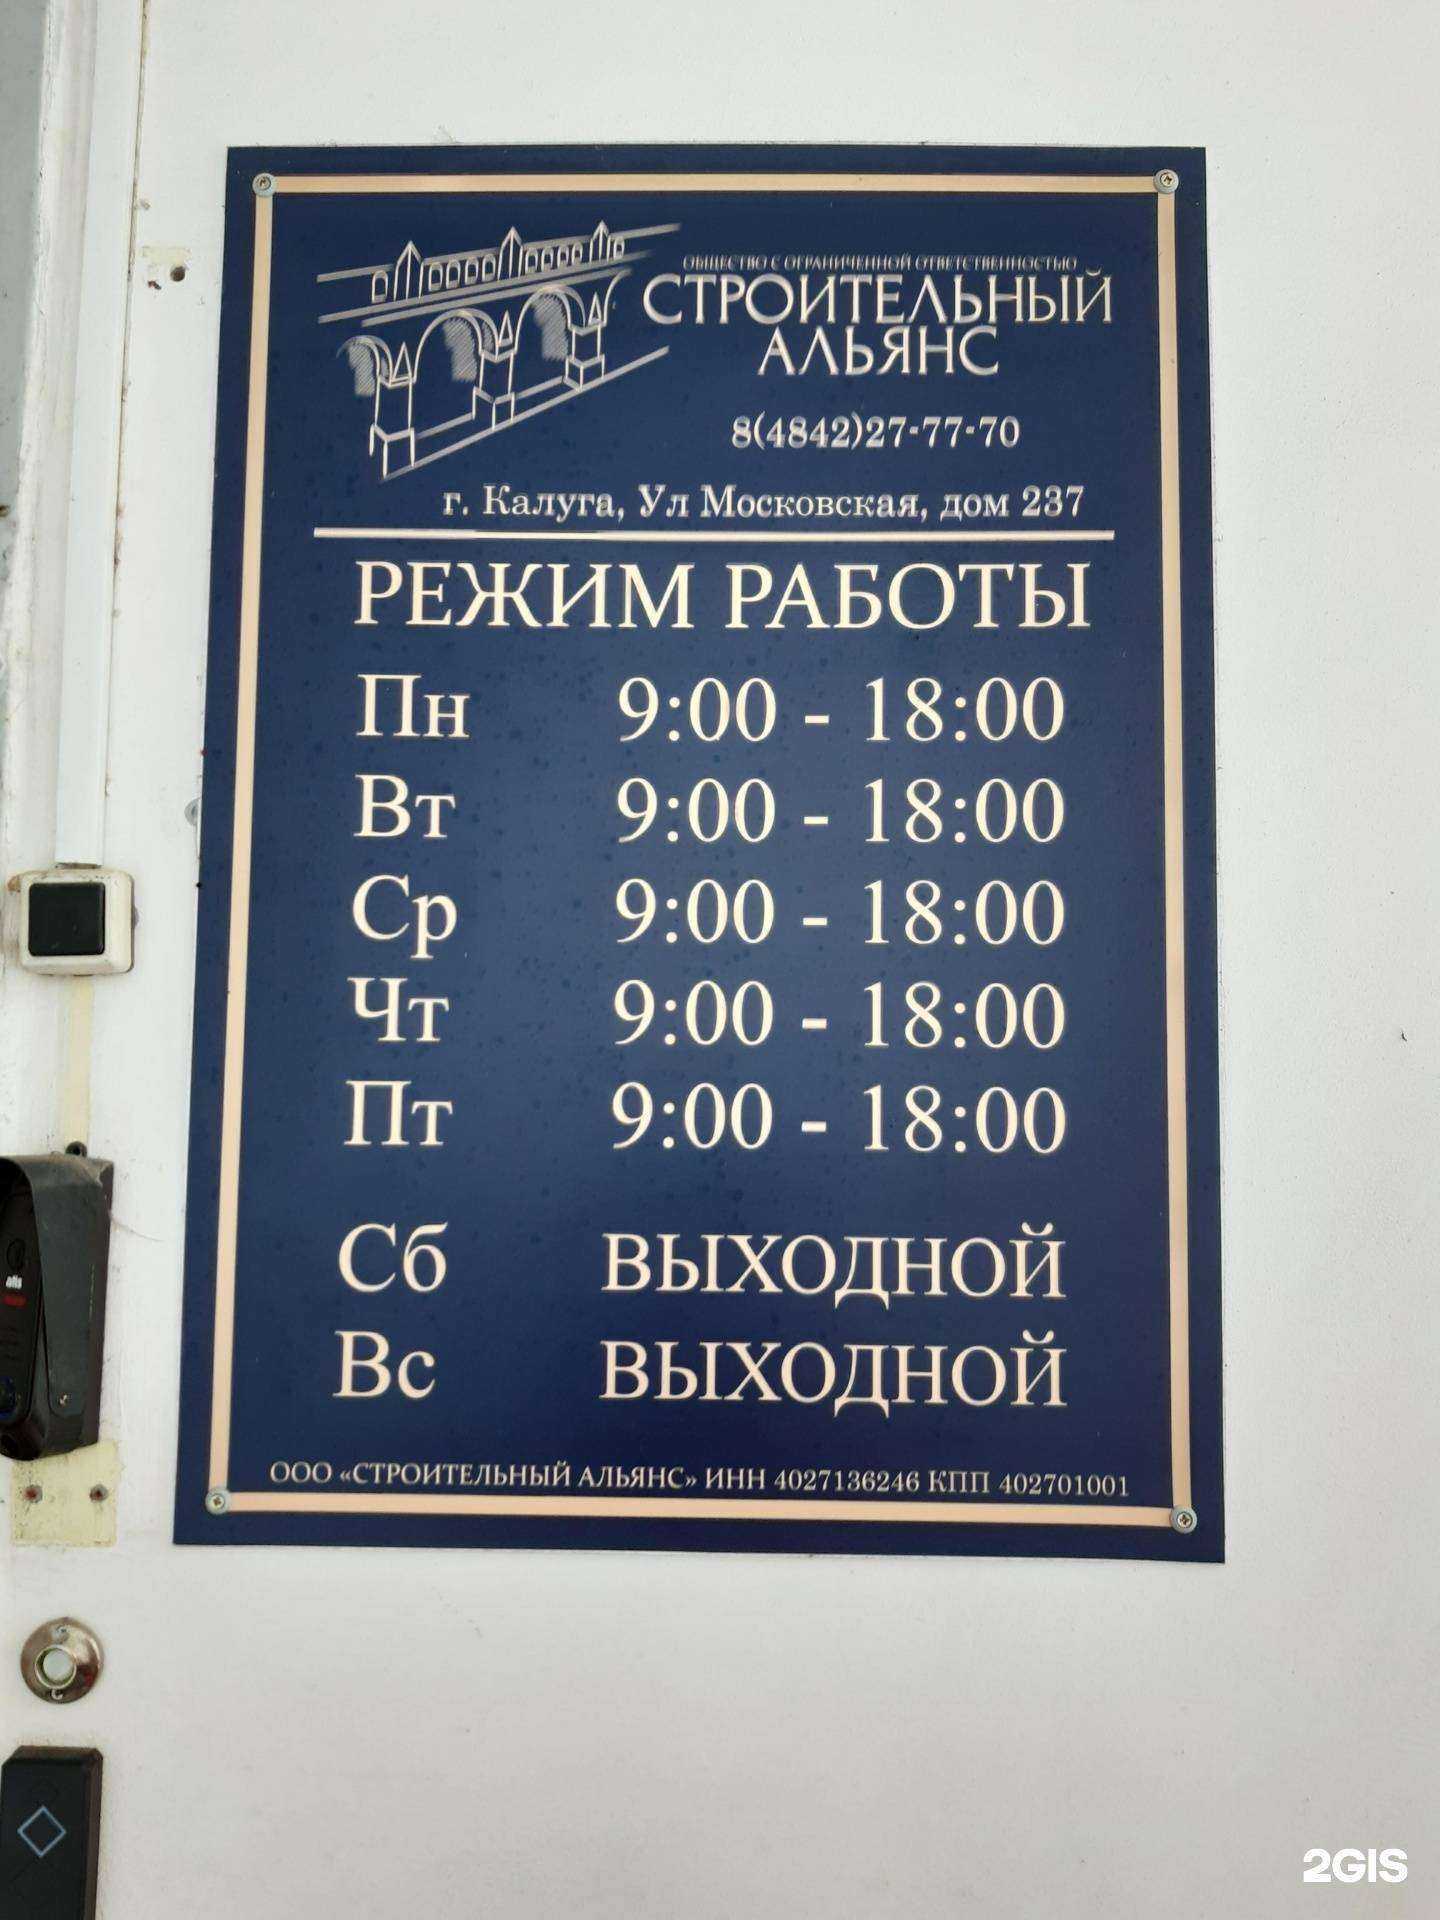 ОБЩЕСТВО С ОГРАНИЧЕННОЙ ОТВЕТСТВЕННОСТЬЮ
СТРОИТЕЛЬНЫЙ
АЛЬЯНС
8(4842)27-77-70
г. Калуга, Ул Московская, дом 237
РЕЖИМ РАБОТЫ
Пн 9:00 - 18:00
Вт 9:00 - 18:00
Ср 9:00 - 18:00
Чт 9:00 - 18:00
Пт 9:00 - 18:00
Сб ВЫХОДНОЙ
Вс ВЫХОДНОЙ
ООО «СТРОИТЕЛЬНЫЙ АЛЬЯНС» ИНН 4027136246 КПП 402701001
2GIS